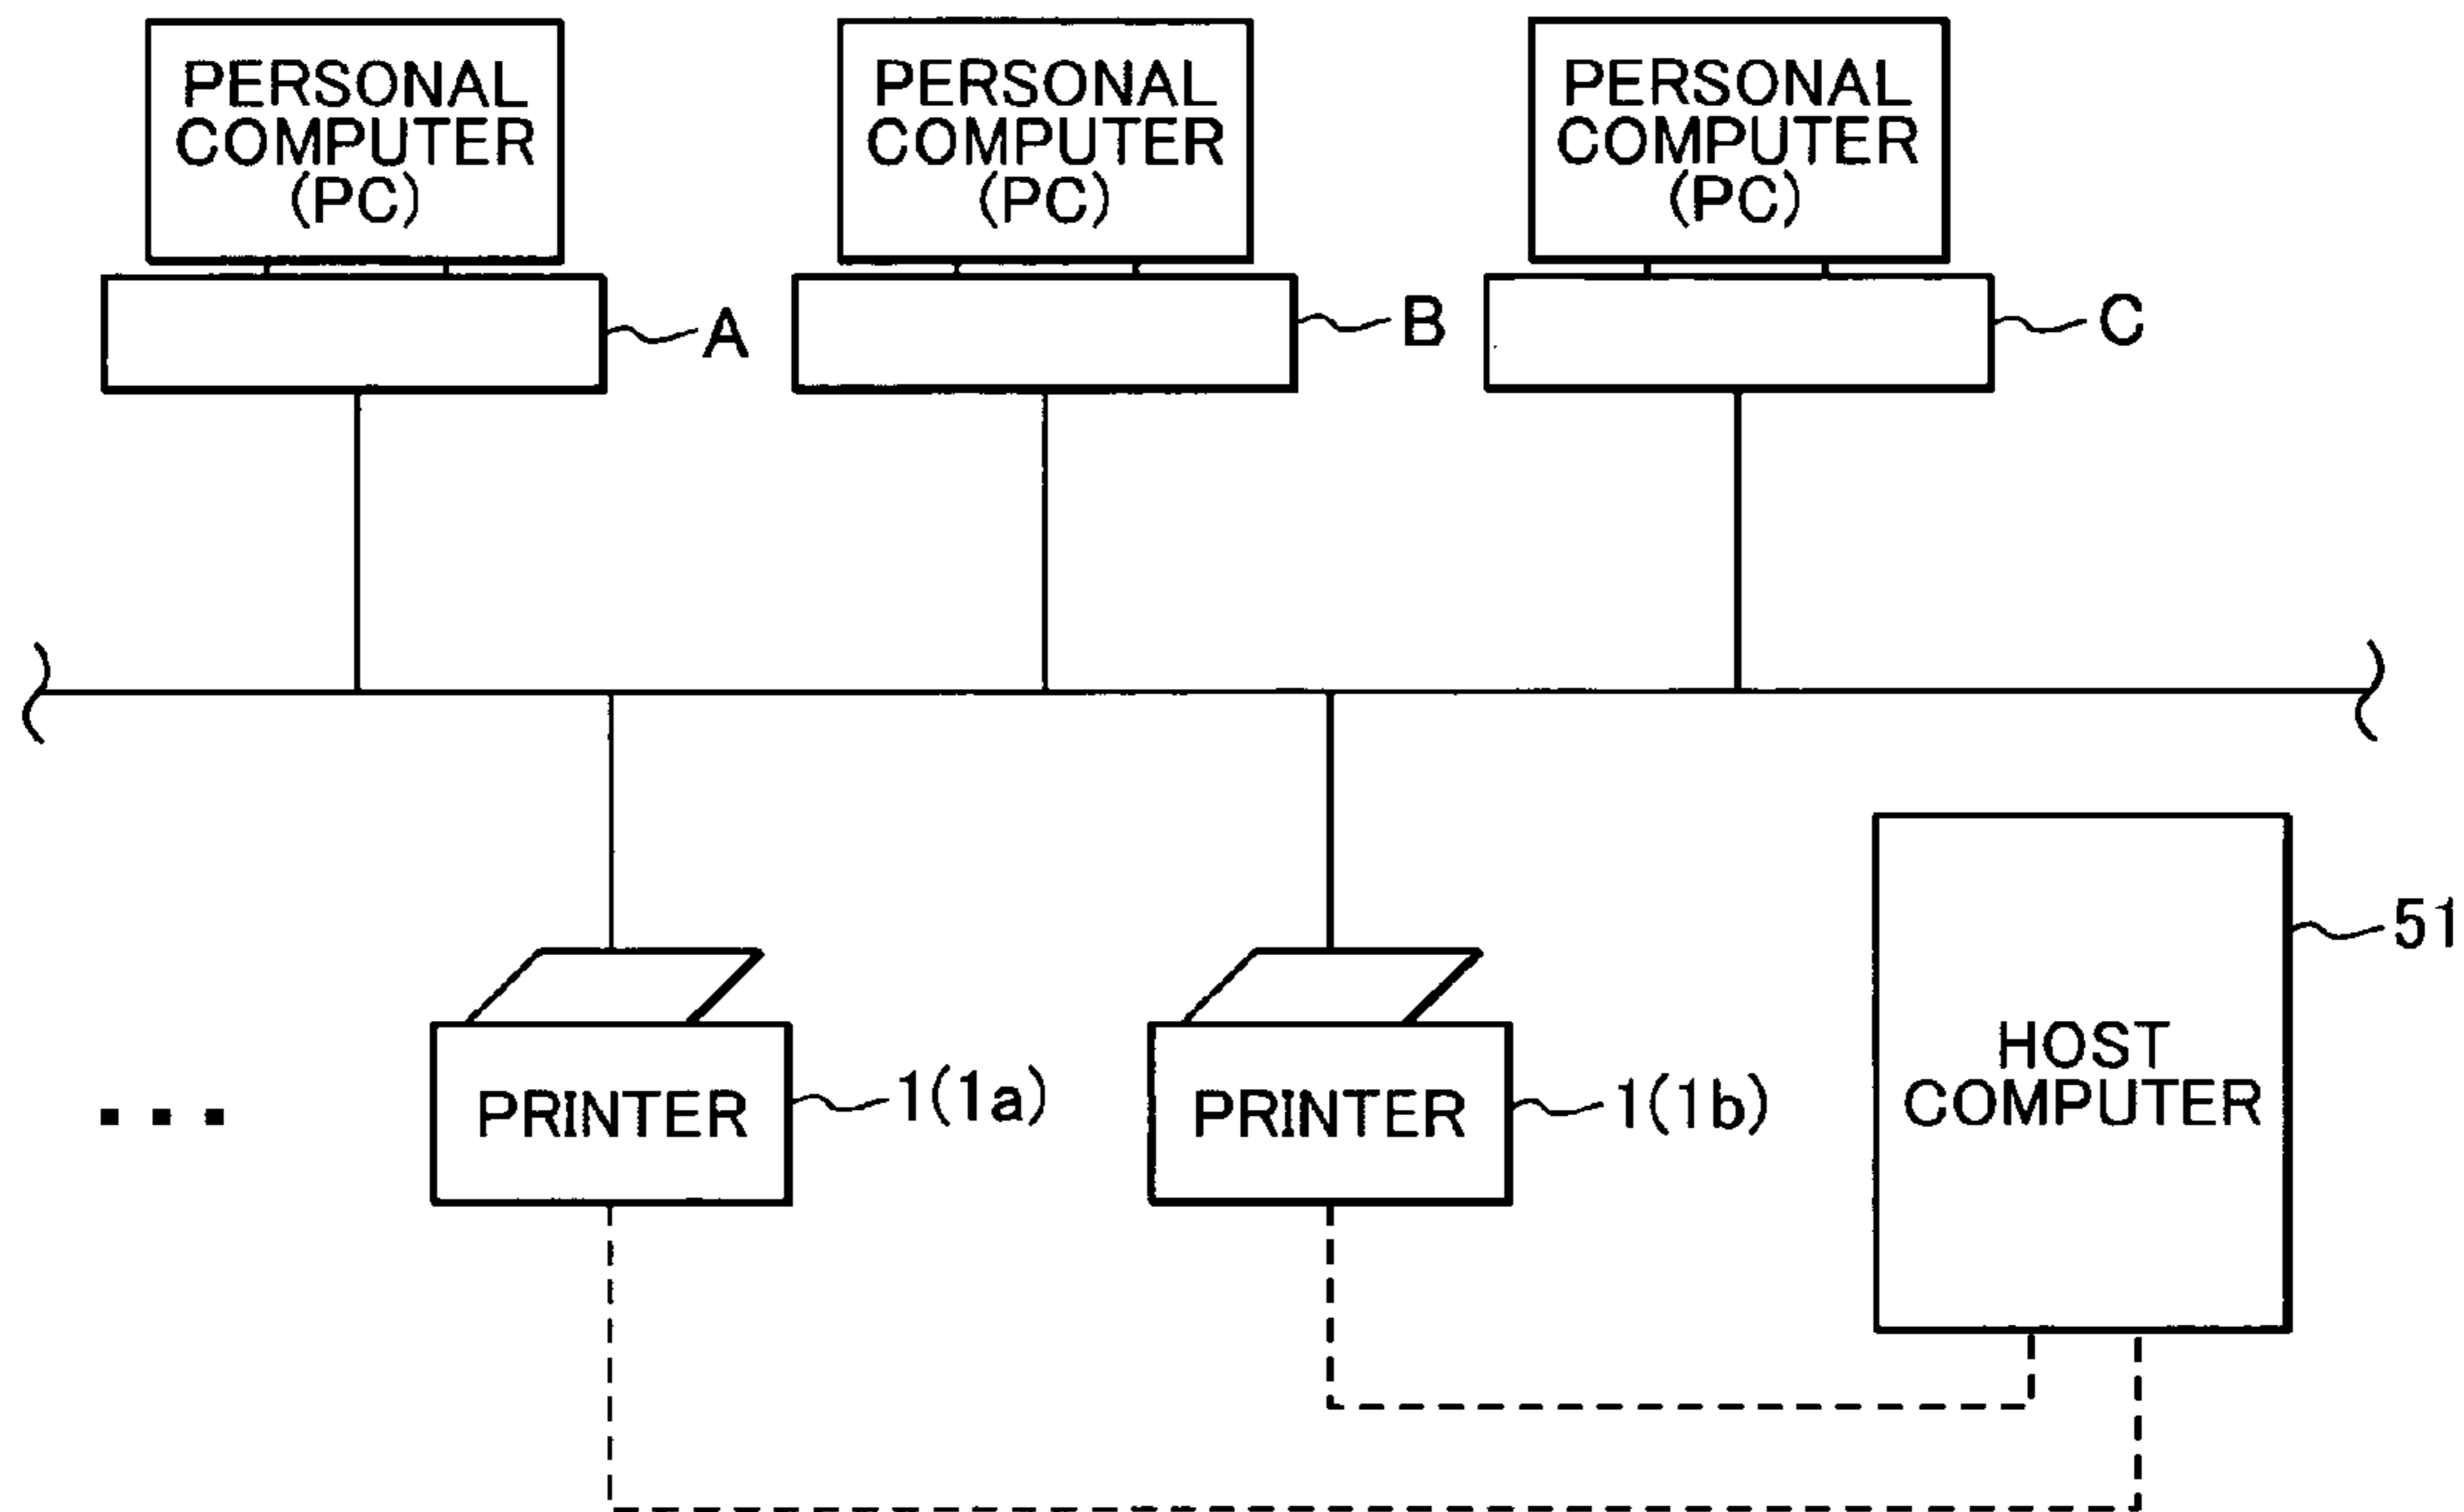 PERSONAL
COMPUTER
(PC)
A
PERSONAL
COMPUTER
(PC)
B
PERSONAL
COMPUTER
(PC)
C
PRINTER
1(1a)
PRINTER
1(1b)
HOST
COMPUTER
51